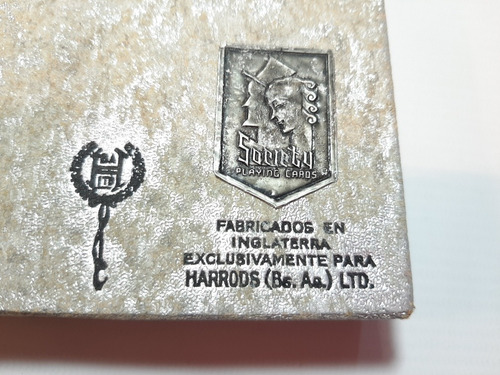 Society
PLAYING CARDS
FABRICADOS EN
INGLATERRA
EXCLUSIVAMENTE PARA
HARRODS (Bs. As.) LTD.